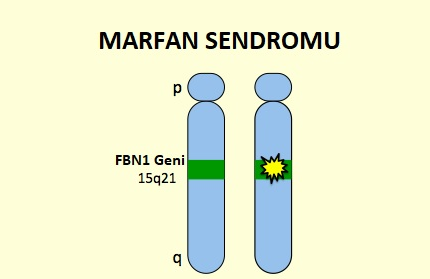 MARFAN SENDROMU
p
FBN1 Geni
15q21
q